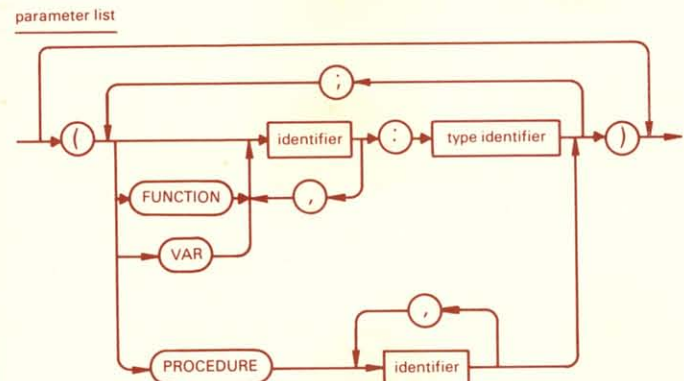 parameter list
;
( identifier : type identifier )
FUNCTION ,
VAR
,
PROCEDURE identifier